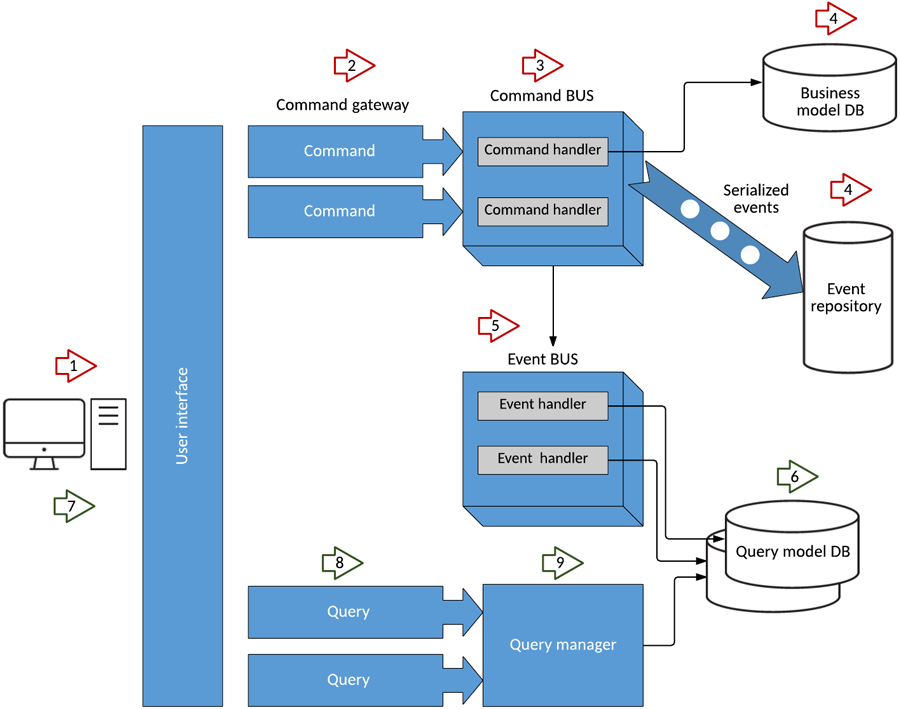 4
2
3
Command gateway
Command BUS
Business
model DB
Command
Command handler
Serialized
events
4
Command
Command handler
Event
repository
5
Event BUS
1
User interface
Event handler
Event  handler
7
6
Query model DB
8
9
Query
Query manager
Query